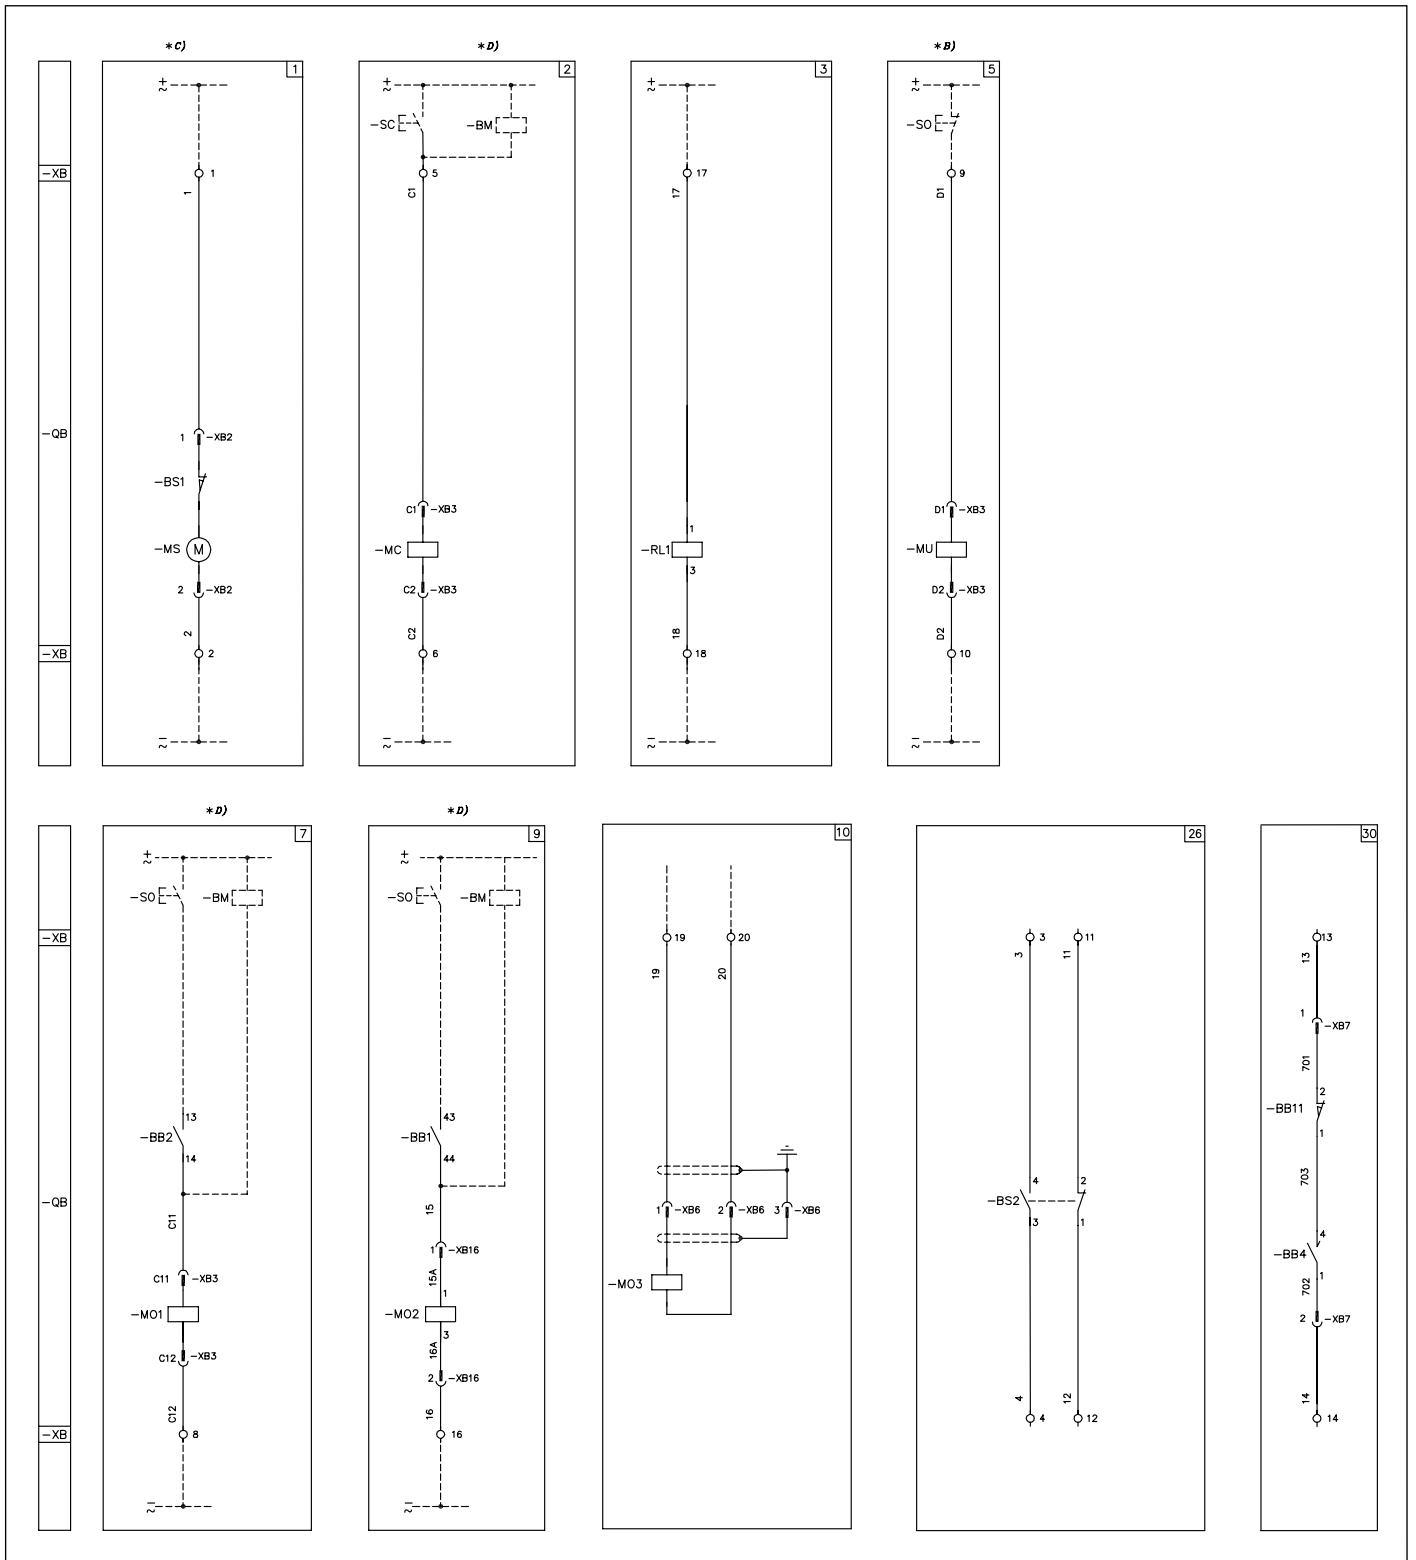 *C) *D) *B)
1 2 3 5
+ ~ + ~ + ~ + ~
-SC -BM -SO
-XB 1 5 17 9
1 C1 17 D1
-QB 1 -XB2
-BS1
C1 -XB3 D1 -XB3
1
-MS M -MC -RL1 -MU
3
2 -XB2 C2 -XB3 D2 -XB3
2 C2 18 D2
-XB 2 6 18 10
- ~ - ~ - ~ - ~
*D) *D)
7 9 10 26 30
+ ~ + ~
-SO -BM -SO -BM
-XB 19 20 3 11 13
19 20 3 11 13
1 -XB7
701
2
-BB11
1
13 43
-BB2 -BB1
14 44
703
4 2
-QB -BS2
3 1
1 -XB6 2 -XB6 3 -XB6
C11 15
4
-BB4
1
1 -XB16
C11 -XB3 15A -MO3 702
1
-MO1 -MO2
2 -XB7
3
16A
C12 -XB3
2 -XB16
C12 16 4 12 14
-XB 8 16 4 12 14
- ~ - ~